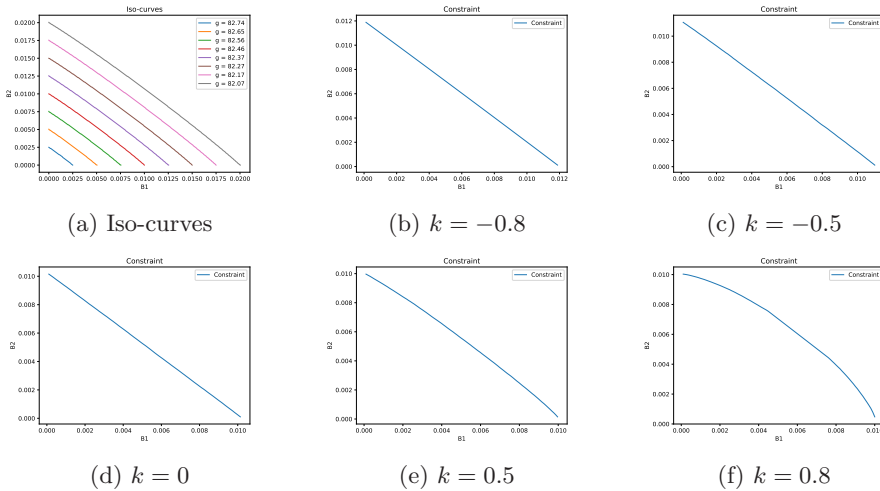 Iso-curves
B2
0.0200
0.0175
0.0150
0.0125
0.0100
0.0075
0.0050
0.0025
0.0000
g = 82.74
g = 82.65
g = 82.56
g = 82.46
g = 82.37
g = 82.27
g = 82.17
g = 82.07
0.0000 0.0025 0.0050 0.0075 0.0100 0.0125 0.0150 0.0175 0.0200
B1
(a) Iso-curves
Constraint
B2
0.012
0.010
0.008
0.006
0.004
0.002
0.000
Constraint
0.000 0.002 0.004 0.006 0.008 0.010 0.012
B1
(b) k = −0.8
Constraint
B2
0.010
0.008
0.006
0.004
0.002
0.000
Constraint
0.000 0.002 0.004 0.006 0.008 0.010
B1
(c) k = −0.5
Constraint
B2
0.010
0.008
0.006
0.004
0.002
0.000
Constraint
0.000 0.002 0.004 0.006 0.008 0.010
B1
(d) k = 0
Constraint
B2
0.010
0.008
0.006
0.004
0.002
0.000
Constraint
0.000 0.002 0.004 0.006 0.008 0.010
B1
(e) k = 0.5
Constraint
B2
0.010
0.008
0.006
0.004
0.002
0.000
Constraint
0.000 0.002 0.004 0.006 0.008 0.010
B1
(f) k = 0.8